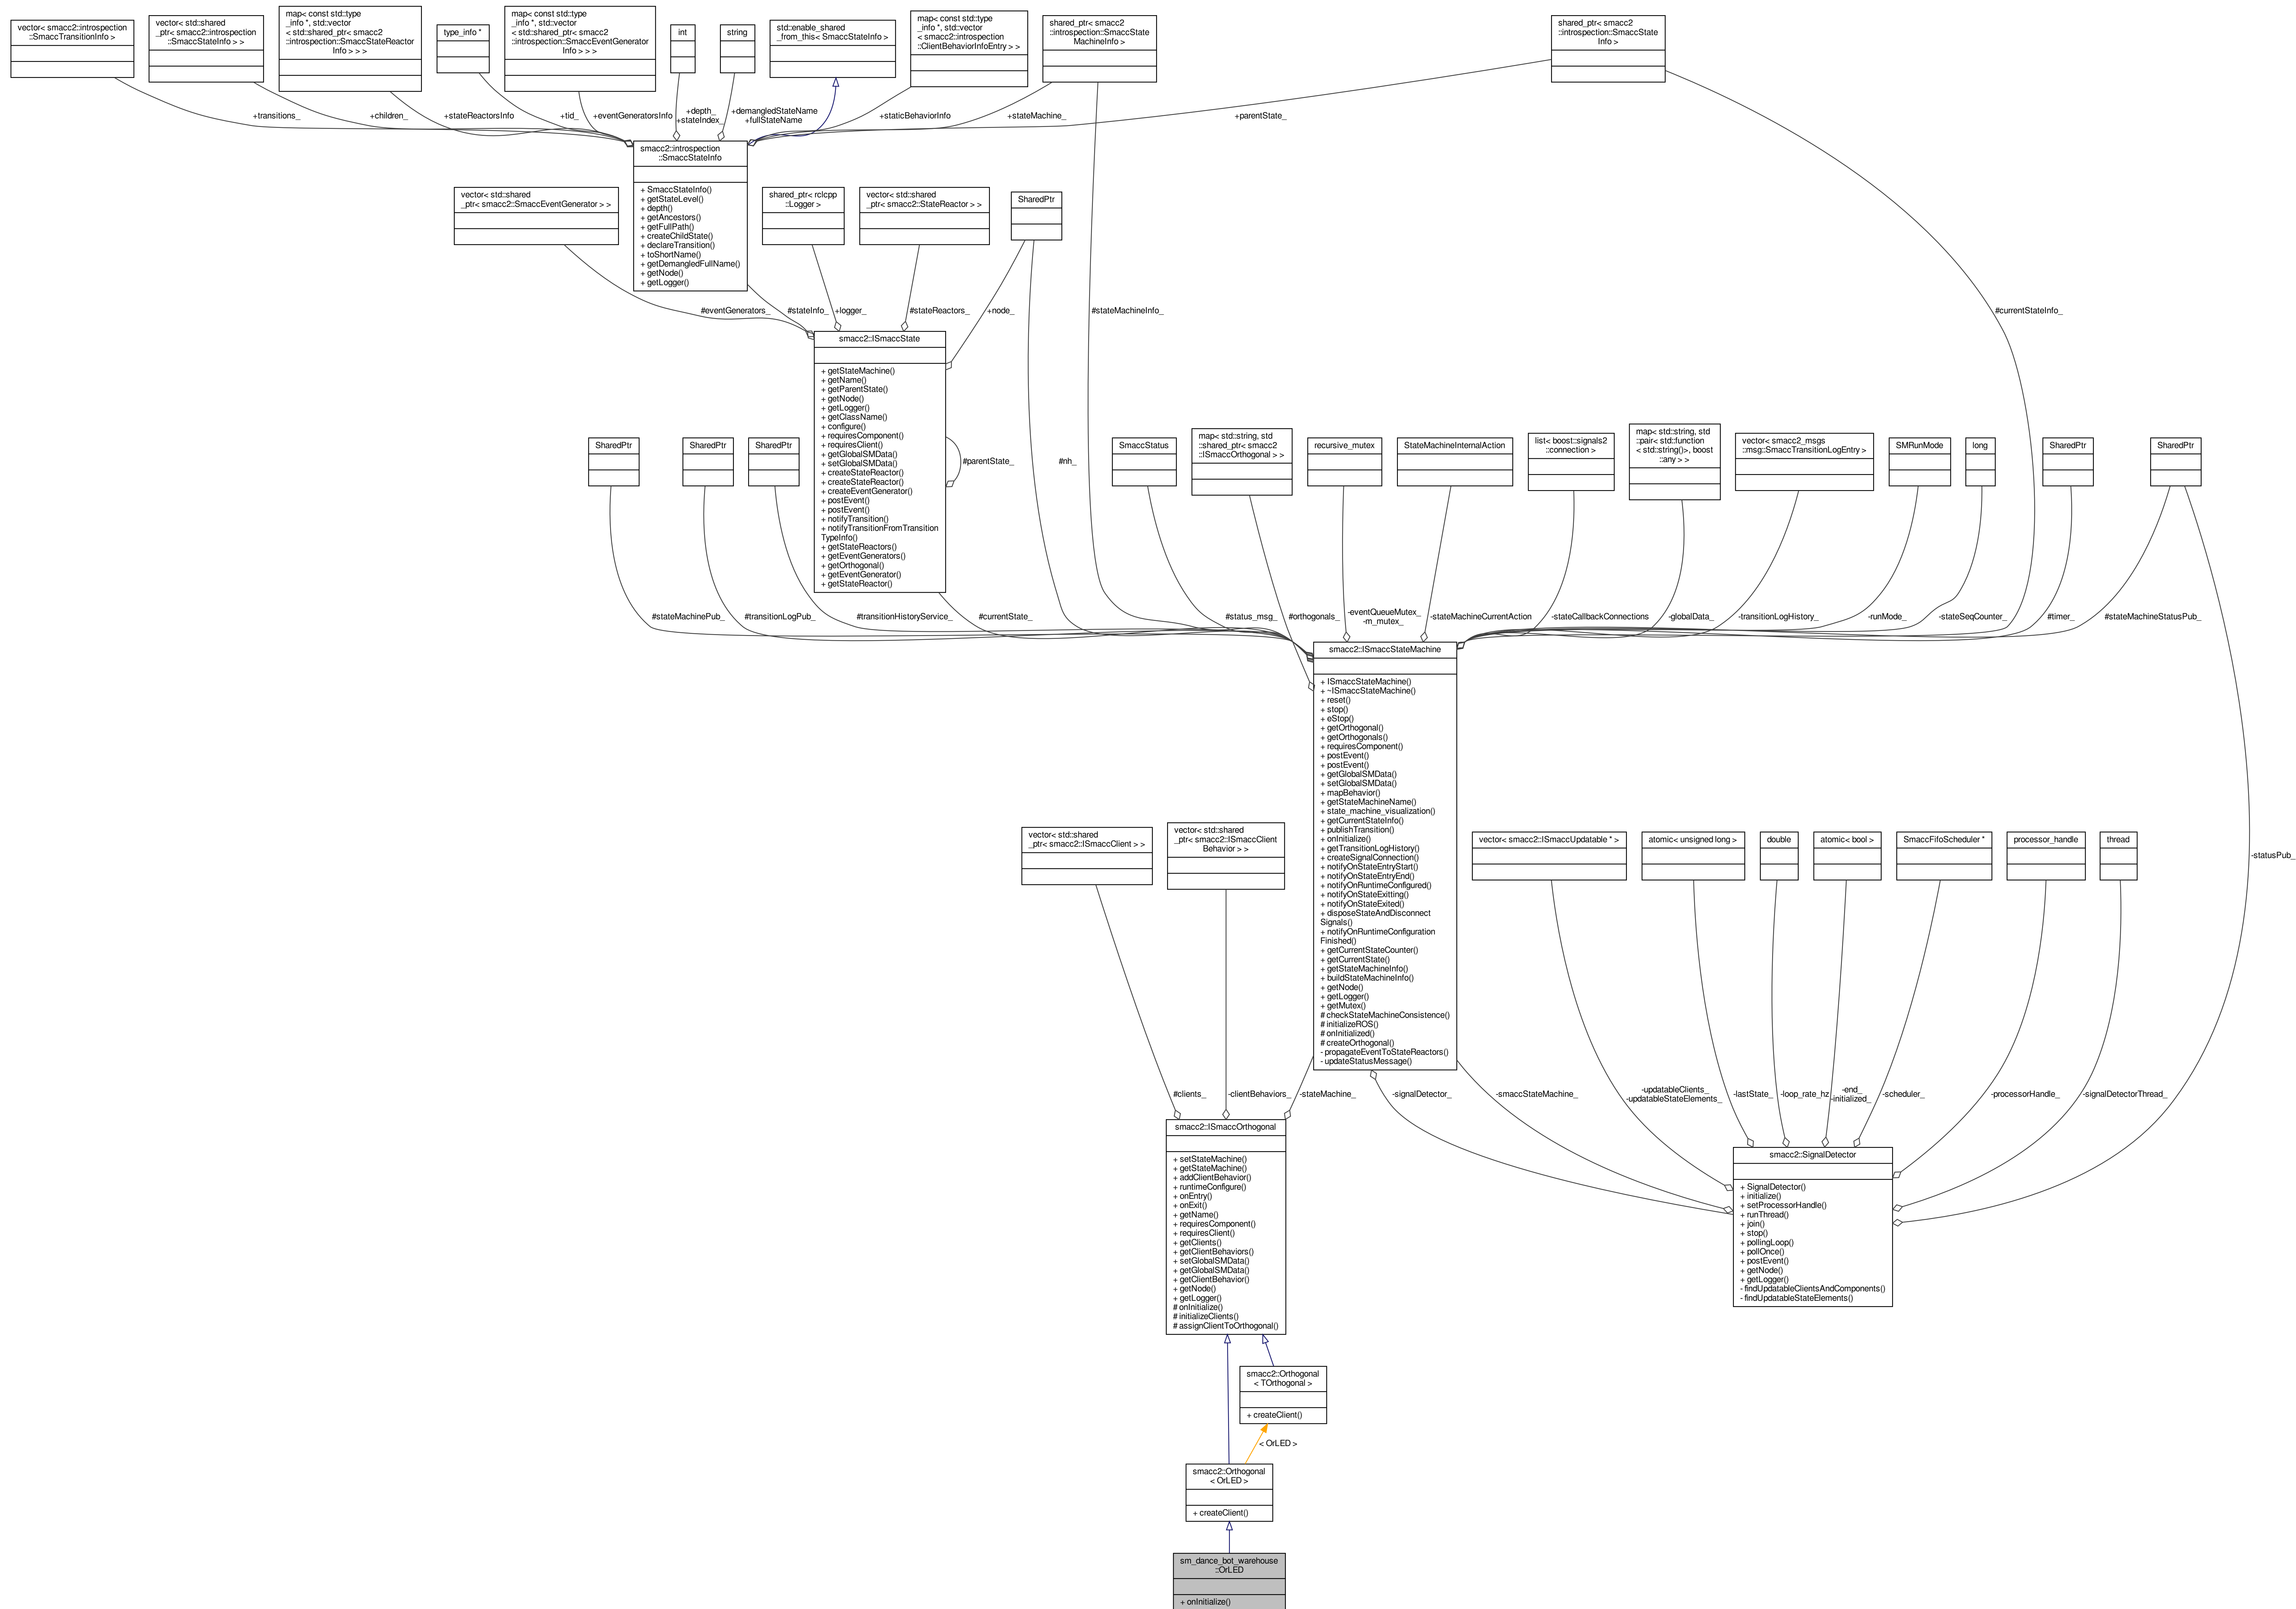 vector< smacc2::introspection
::SmaccTransitionInfo >
vector< std::shared
_ptr< smacc2::introspection
::SmaccStateInfo > >
map< const std::type
_info *, std::vector
< std::shared_ptr< smacc2
::introspection::SmaccStateReactor
Info > > >
type_info *
map< const std::type
_info *, std::vector
< std::shared_ptr< smacc2
::introspection::SmaccEventGenerator
Info > > >
int
string
std::enable_shared
_from_this< SmaccStateInfo >
map< const std::type
_info *, std::vector
< smacc2::introspection
::ClientBehaviorInfoEntry > >
shared_ptr< smacc2
::introspection::SmaccState
MachineInfo >
shared_ptr< smacc2
::introspection::SmaccState
Info >
+transitions_
+children_
+stateReactorsInfo
+tid_
+eventGeneratorsInfo
+depth_
+stateIndex_
+demangledStateName
+fullStateName
+staticBehaviorInfo
+stateMachine_
+parentState_
smacc2::introspection
::SmaccStateInfo
+ SmaccStateInfo()
+ getStateLevel()
+ depth()
+ getAncestors()
+ getFullPath()
+ createChildState()
+ declareTransition()
+ toShortName()
+ getDemangledFullName()
+ getNode()
+ getLogger()
vector< std::shared
_ptr< smacc2::SmaccEventGenerator > >
shared_ptr< rclcpp
::Logger >
vector< std::shared
_ptr< smacc2::StateReactor > >
SharedPtr
#eventGenerators_
#stateInfo_
+logger_
#stateReactors_
+node_
#stateMachineInfo_
#currentStateInfo_
smacc2::ISmaccState
+ getStateMachine()
+ getName()
+ getParentState()
+ getNode()
+ getLogger()
+ getClassName()
+ configure()
+ requiresComponent()
+ requiresClient()
+ getGlobalSMData()
+ setGlobalSMData()
+ createStateReactor()
+ createStateReactor()
+ createEventGenerator()
+ postEvent()
+ postEvent()
+ notifyTransition()
+ notifyTransitionFromTransition
TypeInfo()
+ getStateReactors()
+ getEventGenerators()
+ getOrthogonal()
+ getEventGenerator()
+ getStateReactor()
#parentState_
#nh_
SharedPtr
SharedPtr
SharedPtr
SmaccStatus
map< std::string, std
::shared_ptr< smacc2
::ISmaccOrthogonal > >
recursive_mutex
StateMachineInternalAction
list< boost::signals2
::connection >
map< std::string, std
::pair< std::function
< std::string()>, boost
::any > >
vector< smacc2_msgs
::msg::SmaccTransitionLogEntry >
SMRunMode
long
SharedPtr
SharedPtr
#stateMachinePub_
#transitionLogPub_
#transitionHistoryService_
#currentState_
#status_msg_
#orthogonals_
-eventQueueMutex_
-m_mutex_
-stateMachineCurrentAction
-stateCallbackConnections
-globalData_
-transitionLogHistory_
-runMode_
-stateSeqCounter_
#timer_
#stateMachineStatusPub_
smacc2::ISmaccStateMachine
+ ISmaccStateMachine()
+ ~ISmaccStateMachine()
+ reset()
+ stop()
+ eStop()
+ getOrthogonal()
+ getOrthogonals()
+ requiresComponent()
+ postEvent()
+ postEvent()
+ getGlobalSMData()
+ setGlobalSMData()
+ mapBehavior()
+ getStateMachineName()
+ state_machine_visualization()
+ getCurrentStateInfo()
+ publishTransition()
+ onInitialize()
+ getTransitionLogHistory()
+ createSignalConnection()
+ notifyOnStateEntryStart()
+ notifyOnStateEntryEnd()
+ notifyOnRuntimeConfigured()
+ notifyOnStateExitting()
+ notifyOnStateExited()
+ disposeStateAndDisconnect
Signals()
+ notifyOnRuntimeConfiguration
Finished()
+ getCurrentStateCounter()
+ getCurrentState()
+ getStateMachineInfo()
+ buildStateMachineInfo()
+ getNode()
+ getLogger()
+ getMutex()
# checkStateMachineConsistence()
# initializeROS()
# onInitialized()
# createOrthogonal()
- propagateEventToStateReactors()
- updateStatusMessage()
vector< std::shared
_ptr< smacc2::ISmaccClient > >
vector< std::shared
_ptr< smacc2::ISmaccClient
Behavior > >
vector< smacc2::ISmaccUpdatable * >
atomic< unsigned long >
double
atomic< bool >
SmaccFifoScheduler *
processor_handle
thread
-statusPub_
#clients_
-clientBehaviors_
-stateMachine_
-signalDetector_
-smaccStateMachine_
-updatableClients_
-updatableStateElements_
-lastState_
-loop_rate_hz
-end_
-initialized_
-scheduler_
-processorHandle_
-signalDetectorThread_
smacc2::ISmaccOrthogonal
+ setStateMachine()
+ getStateMachine()
+ addClientBehavior()
+ runtimeConfigure()
+ onEntry()
+ onExit()
+ getName()
+ requiresComponent()
+ requiresClient()
+ getClients()
+ getClientBehaviors()
+ setGlobalSMData()
+ getGlobalSMData()
+ getClientBehavior()
+ getNode()
+ getLogger()
# onInitialize()
# initializeClients()
# assignClientToOrthogonal()
smacc2::SignalDetector
+ SignalDetector()
+ initialize()
+ setProcessorHandle()
+ runThread()
+ join()
+ stop()
+ pollingLoop()
+ pollOnce()
+ postEvent()
+ getNode()
+ getLogger()
- findUpdatableClientsAndComponents()
- findUpdatableStateElements()
smacc2::Orthogonal
< TOrthogonal >
+ createClient()
< OrLED >
smacc2::Orthogonal
< OrLED >
+ createClient()
sm_dance_bot_warehouse
::OrLED
+ onInitialize()